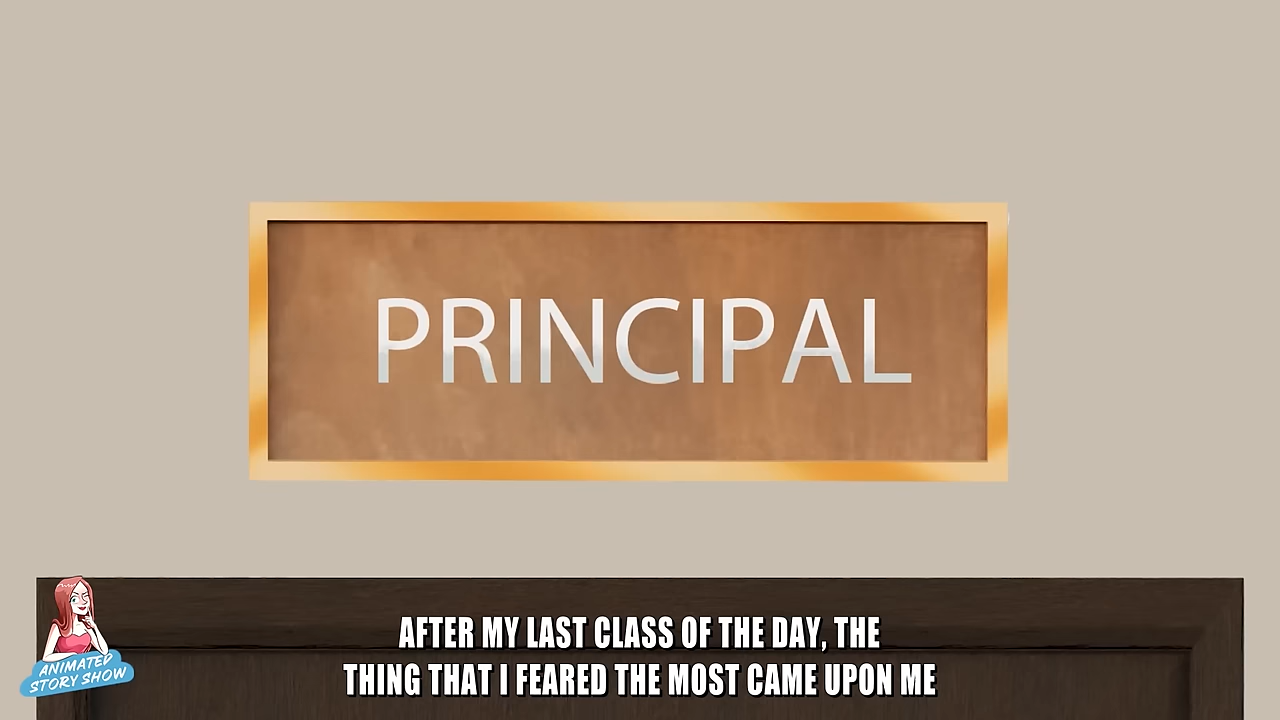 PRINCIPAL
AFTER MY LAST CLASS OF THE DAY, THE
THING THAT I FEARED THE MOST CAME UPON ME
ANIMATED
STORY SHOW